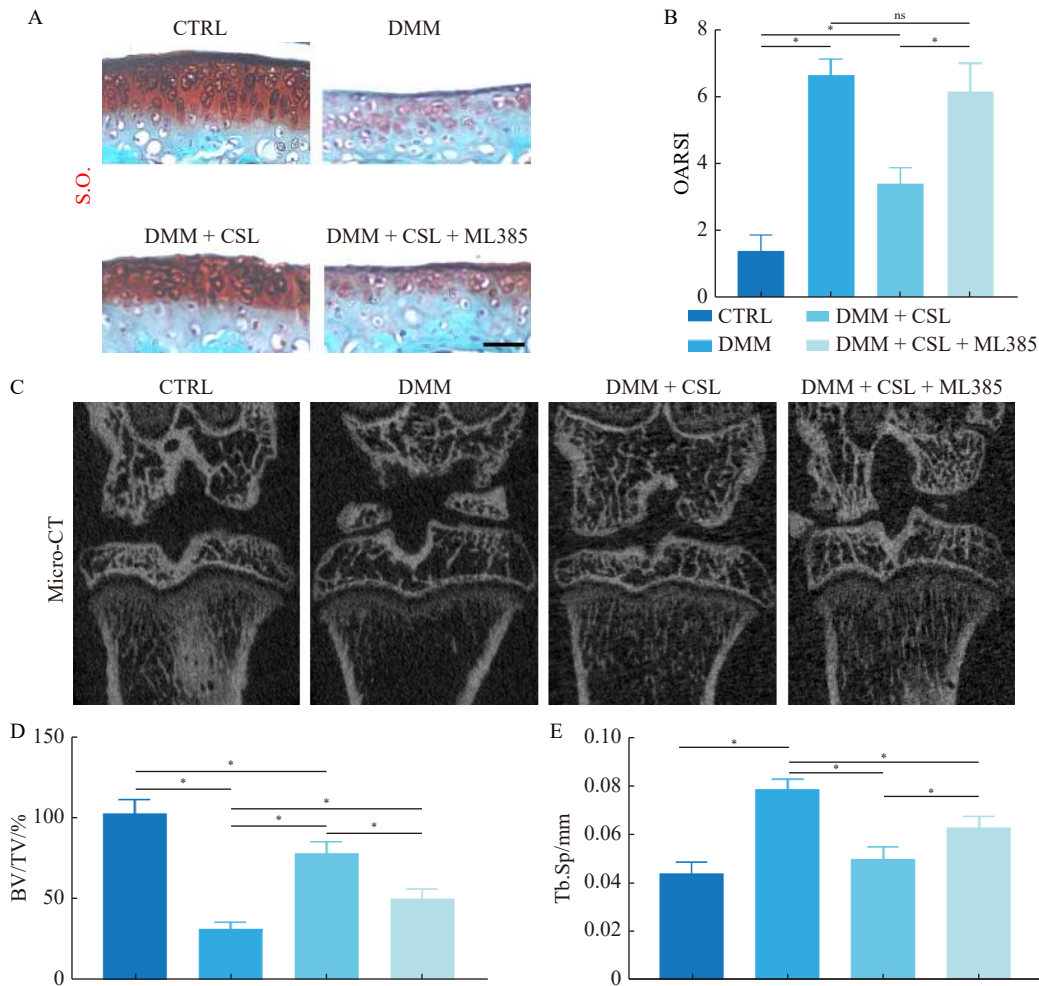 A
CTRL
DMM
S.O.
DMM + CSL
DMM + CSL + ML385
B
ns
*
*
*
8
6
4
2
0
OARSI
CTRL
DMM + CSL
DMM
DMM + CSL + ML385
C
CTRL
DMM
DMM + CSL
DMM + CSL + ML385
Micro-CT
D
150
100
50
0
BV/TV/%
*
*
*
*
*
E
0.10
0.08
0.06
0.04
0.02
0
Tb.Sp/mm
*
*
*
*